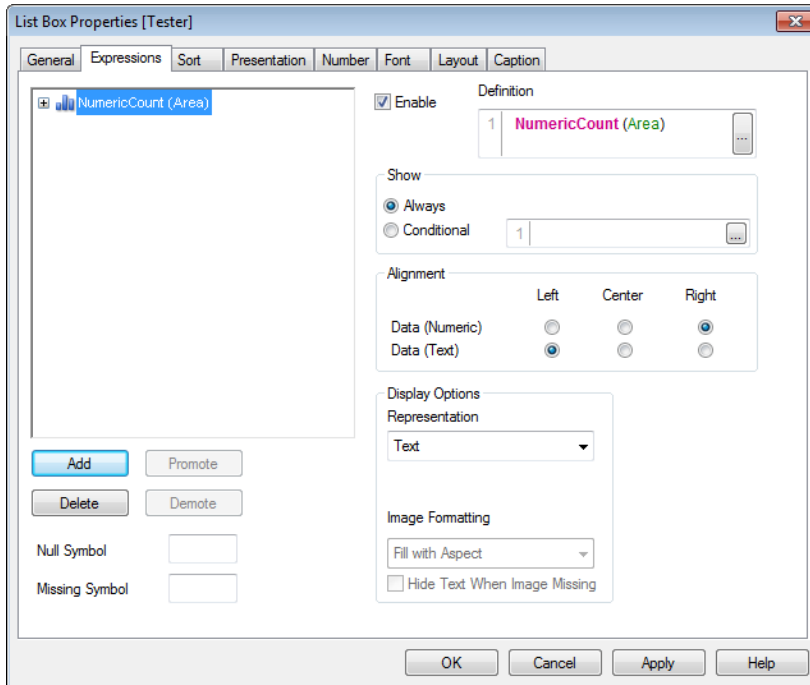 List Box Properties [Tester]
General Expressions Sort Presentation Number Font Layout Caption
NumericCount (Area)
Enable
Definition
1 NumericCount (Area)
...
Show
Always
Conditional
1
...
Alignment
Left Center Right
Data (Numeric)
Data (Text)
Display Options
Representation
Text
Add Promote
Delete Demote
Image Formatting
Null Symbol
Fill with Aspect
Missing Symbol
Hide Text When Image Missing
OK Cancel Apply Help